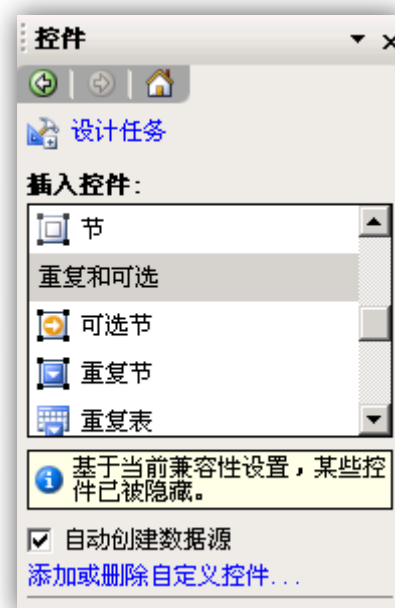 控件
设计任务
插入控件:
节
重复和可选
可选节
重复节
重复表
基于当前兼容性设置，某些控
件已被隐藏。
自动创建数据源
添加或删除自定义控件...